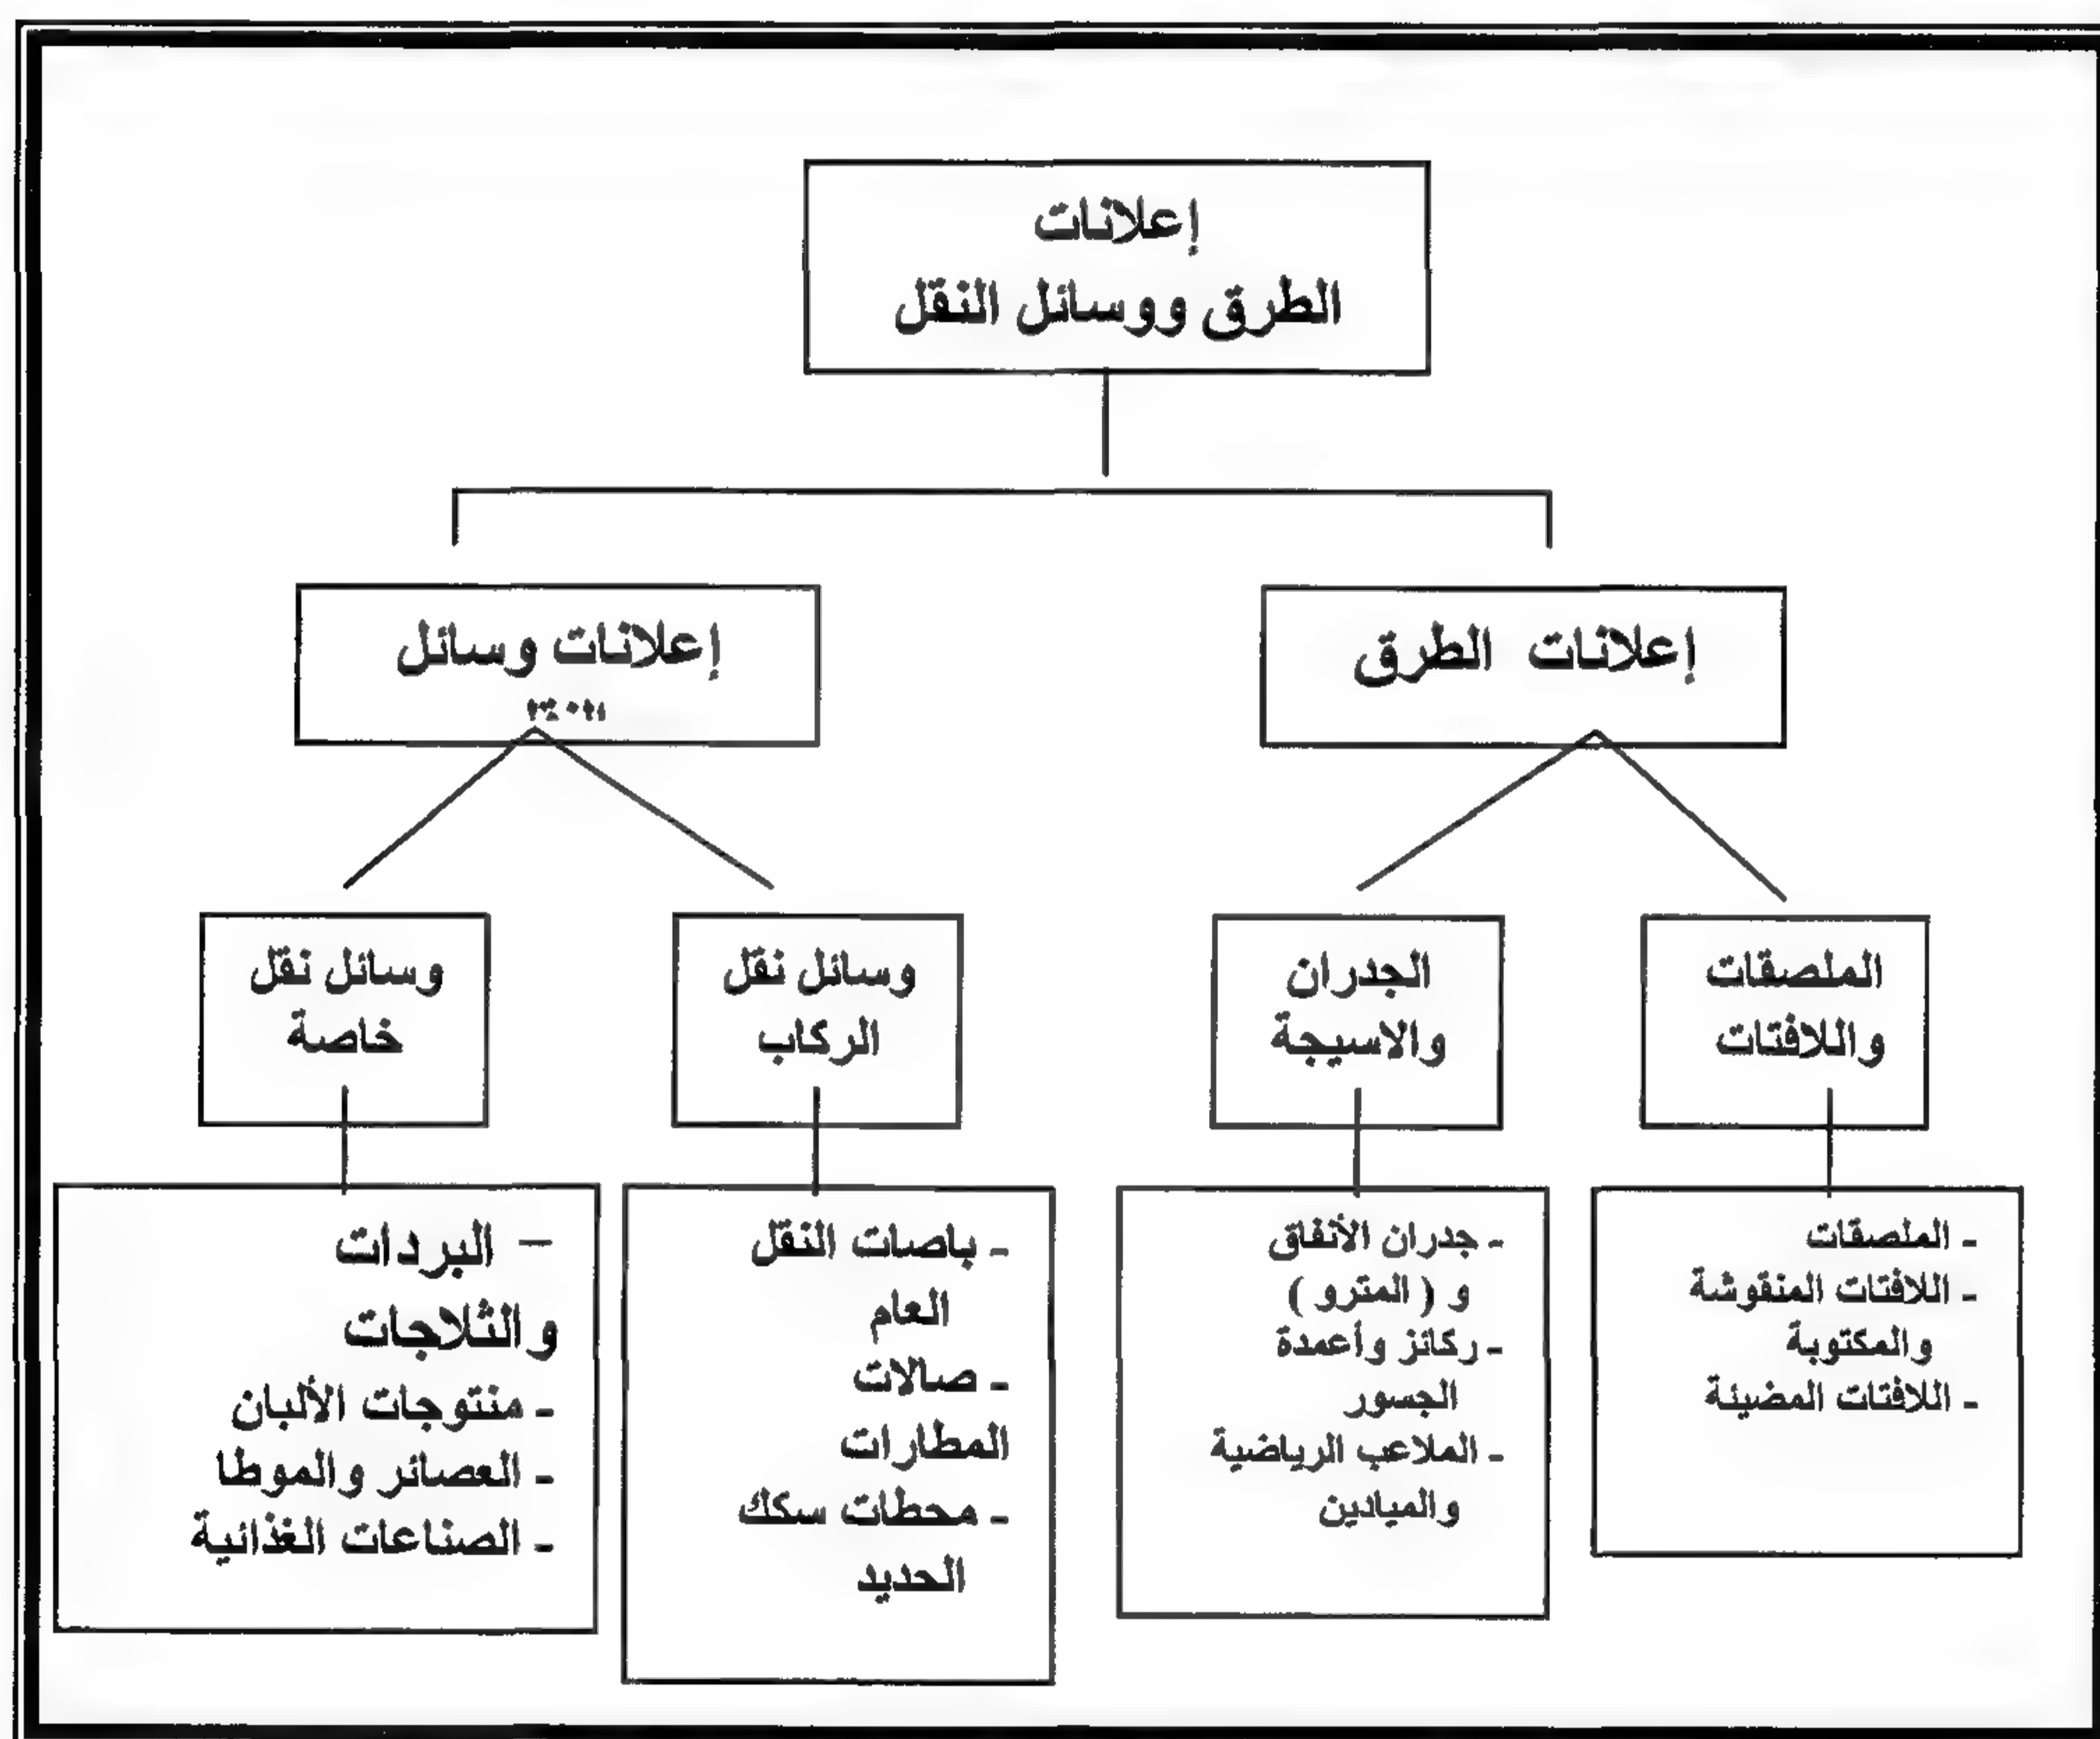 إعلانات
الطرق ووسائل النقل
إعلانات الطرق
إعلانات وسائل
الملصقات
واللافتات
الجدران
والاسيجة
وسائل نقل
الركاب
وسائل نقل
خاصة
- الملصقات
- اللافتات المنقوشة
والمكتوبة
- اللافتات المضيئة
- جدران الأنفاق
و ( المترو )
- ركائز وأعمدة
الجسور
- الملاعب الرياضية
والميادين
- باصات النقل
العام
- صالات
المطارات
- محطات سكك
الحديد
– البردات
والثلاجات
- منتوجات الألبان
- العصائر والموطا
- الصناعات الغذائية